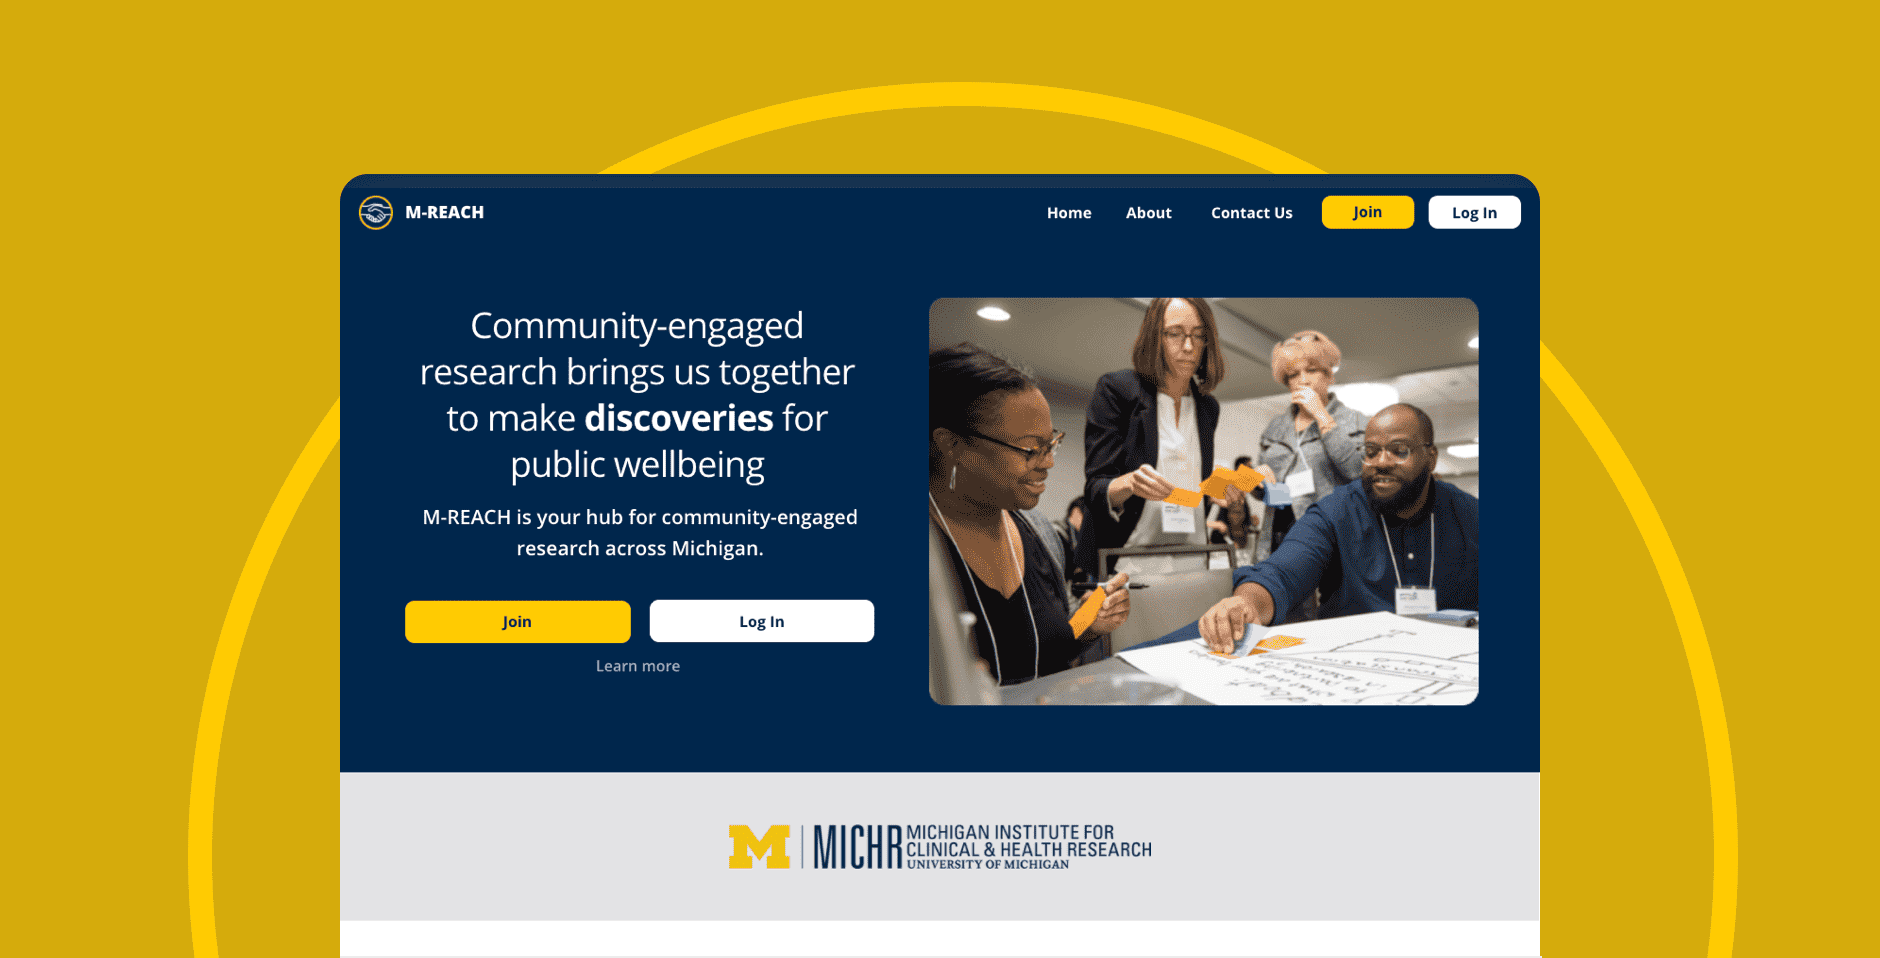 M-REACH
Home
About
Contact Us
Join
Log In
Community-engaged
research brings us together
to make discoveries for
public wellbeing
M-REACH is your hub for community-engaged
research across Michigan.
Join
Log In
Learn more
M
MICHR
MICHIGAN INSTITUTE FOR
CLINICAL & HEALTH RESEARCH
UNIVERSITY OF MICHIGAN